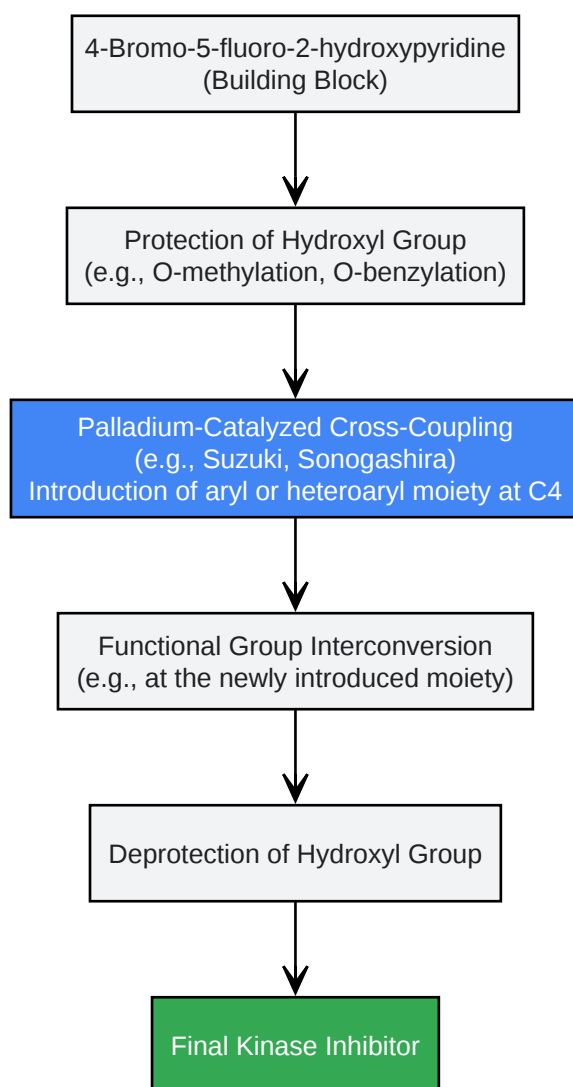 4-Bromo-5-fluoro-2-hydroxypyridine
(Building Block)
Protection of Hydroxyl Group
(e.g., O-methylation, O-benzylation)
Palladium-Catalyzed Cross-Coupling
(e.g., Suzuki, Sonogashira)
Introduction of aryl or heteroaryl moiety at C4
Functional Group Interconversion
(e.g., at the newly introduced moiety)
Deprotection of Hydroxyl Group
Final Kinase Inhibitor